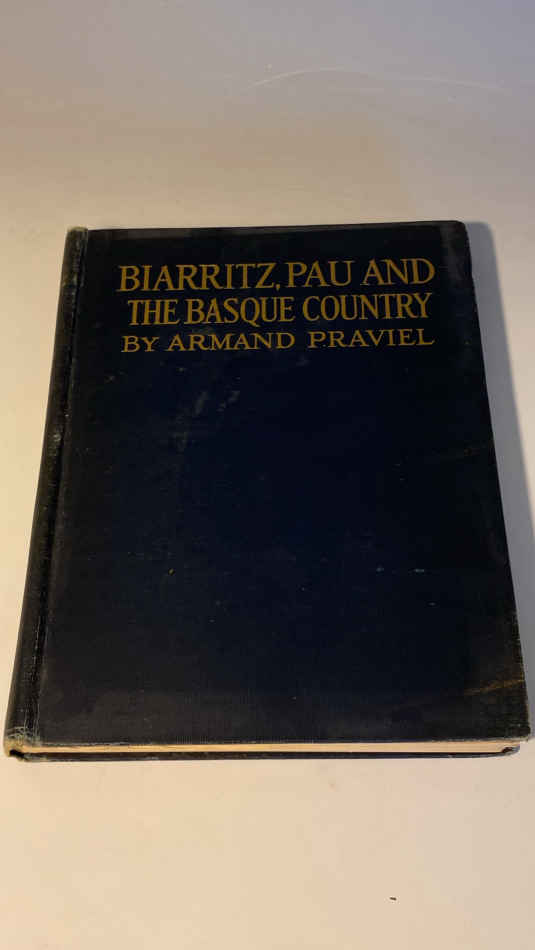 BIARRITZ, PAU AND
THE BASQUE COUNTRY
BY ARMAND PRAVIEL